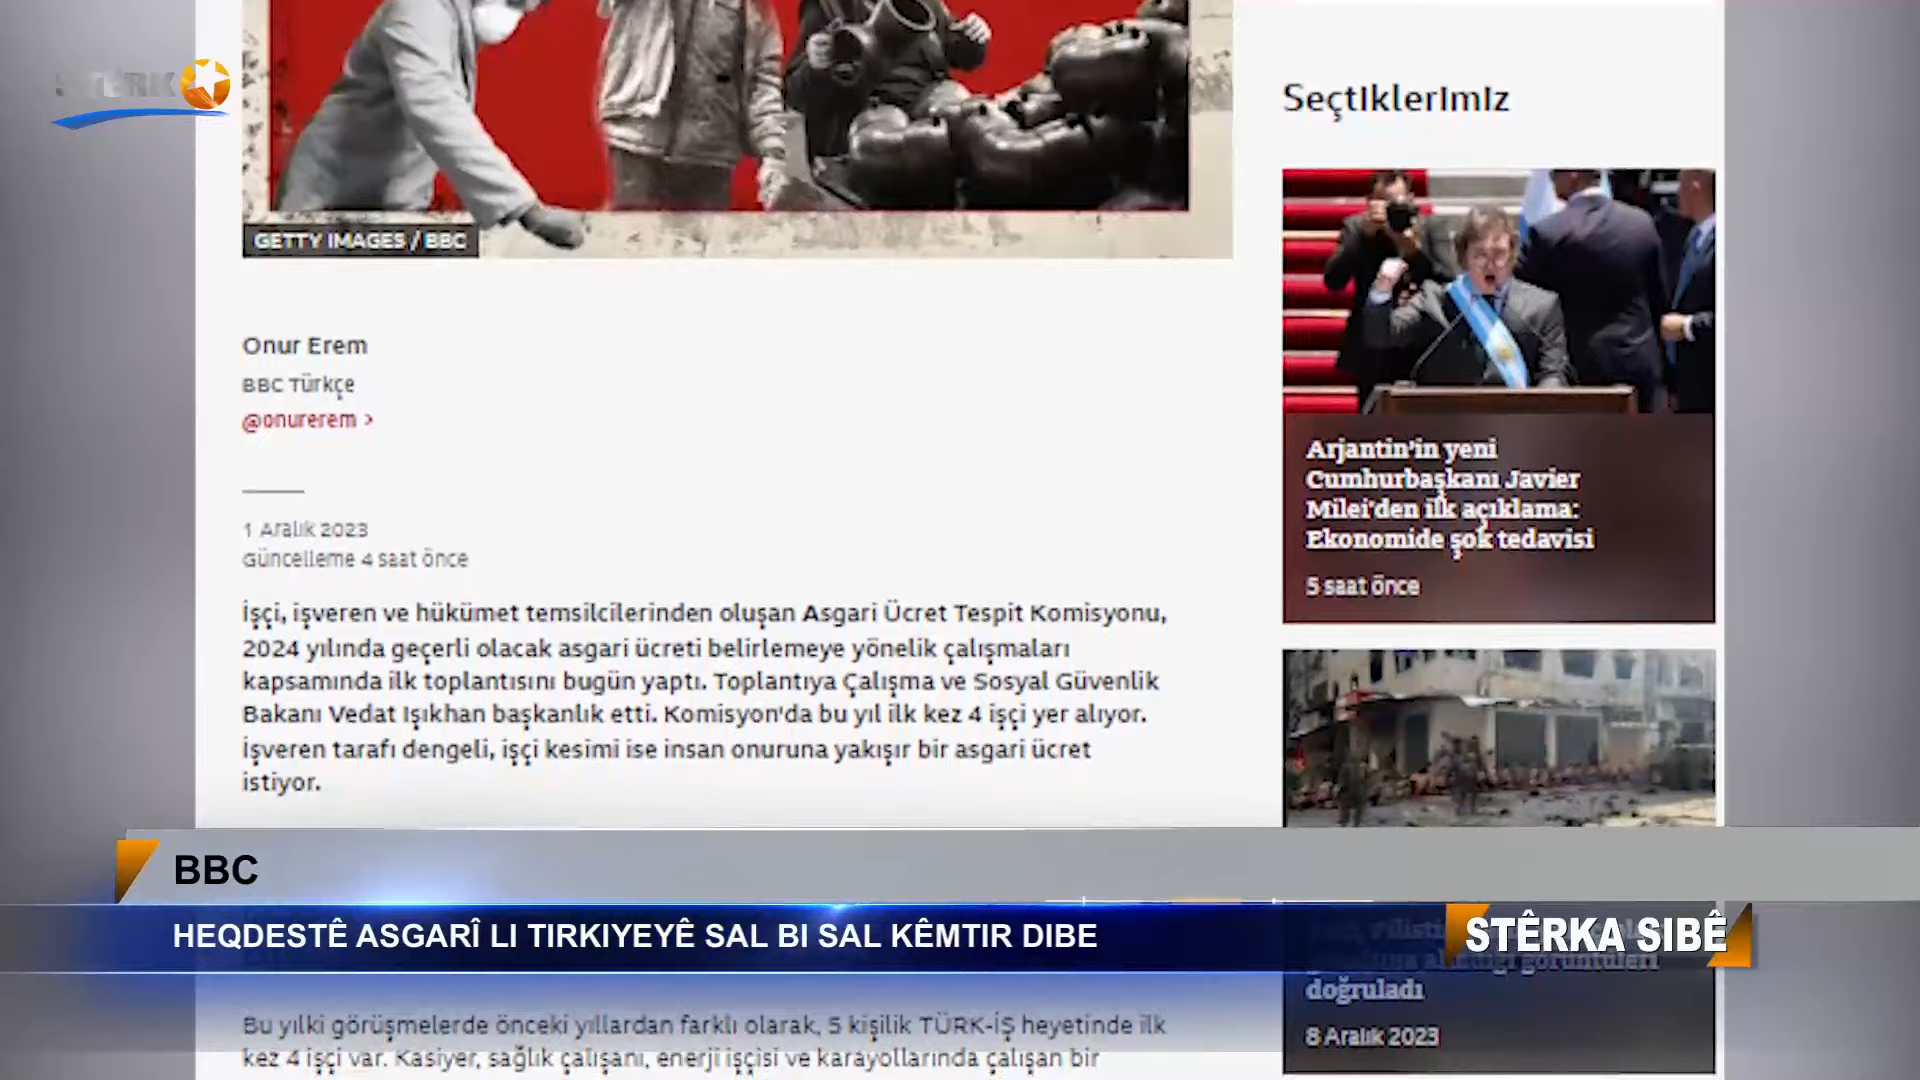 STÊRK
GETTY IMAGES / BBC
Onur Erem
BBC Türkçe
@onurerem >
1 Aralık 2023
Güncelleme 4 saat önce
İşçi, işveren ve hükümet temsilcilerinden oluşan Asgari Ücret Tespit Komisyonu,
2024 yılında geçerli olacak asgari ücreti belirlemeye yönelik çalışmaları
kapsamında ilk toplantısını bugün yaptı. Toplantıya Çalışma ve Sosyal Güvenlik
Bakanı Vedat Işıkhan başkanlık etti. Komisyon'da bu yıl ilk kez 4 işçi yer alıyor.
İşveren tarafı dengeli, işçi kesimi ise insan onuruna yakışır bir asgari ücret
istiyor.
Bu yılki görüşmelerde önceki yıllardan farklı olarak, 5 kişilik TÜRK-İŞ heyetinde ilk
kez 4 işçi var. Kasiyer, sağlık çalışanı, enerji işçisi ve karayollarında çalışan bir
Seçtiklerimiz
Arjantin'in yeni
Cumhurbaşkanı Javier
Milei'den ilk açıklama:
Ekonomide şok tedavisi
5 saat önce
görüntüleri
doğruladı
8 Aralık 2023
BBC
HEQDESTÊ ASGARÎ LI TIRKIYEYÊ SAL BI SAL KÊMTIR DIBE
STÊRKA SIBÊ